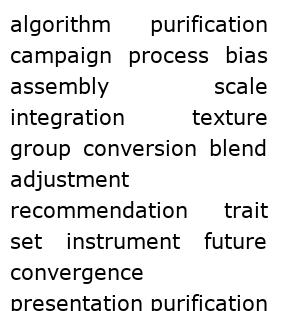 algorithm purification
campaign process bias
assembly scale
integration texture
group conversion blend
adjustment
recommendation trait
set instrument future
convergence
presentation purification